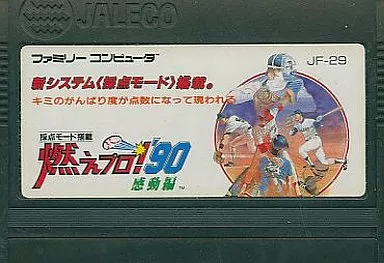 JALECO
ファミリー コンピュータ
JF-29
新システム〈採点モード〉搭載。
キミのがんばり度が点数になって現われる
採点モード搭載
燃えプロ!'90
感動編
TM